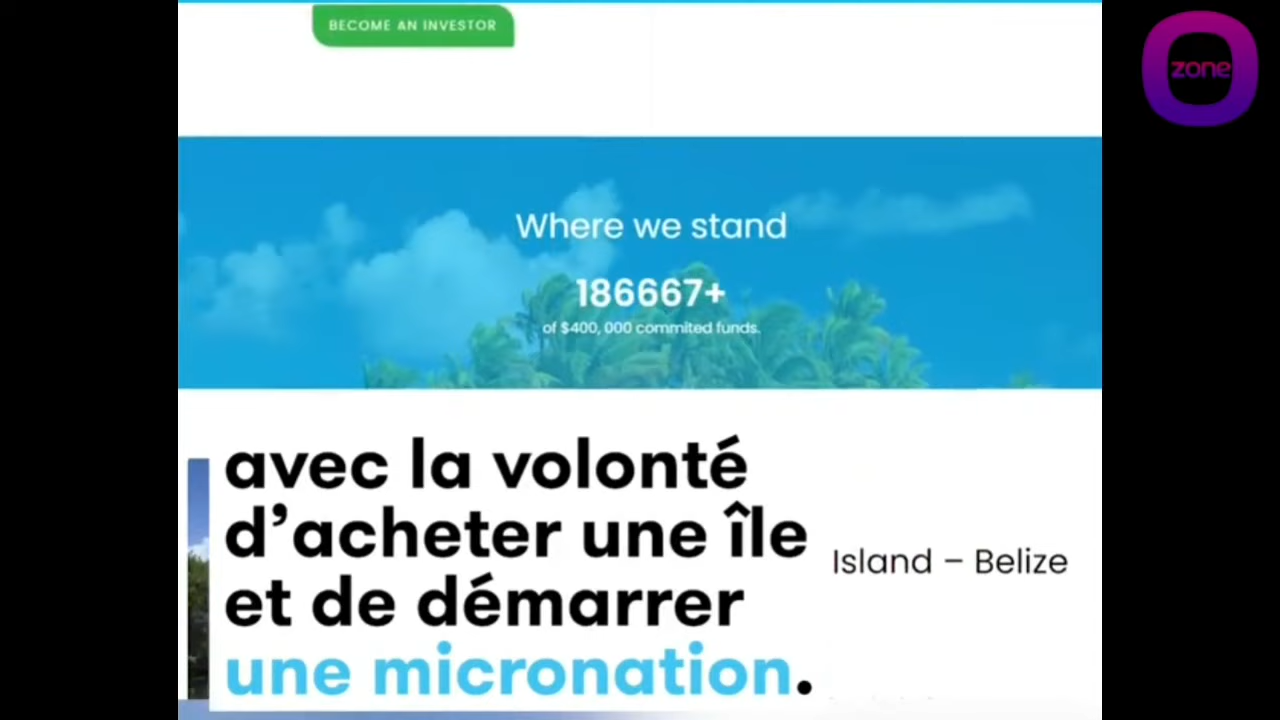 BECOME AN INVESTOR
zone
Where we stand
186667+
of $400, 000 commited funds.
avec la volonté
d’acheter une île
et de démarrer
une micronation.
Island – Belize